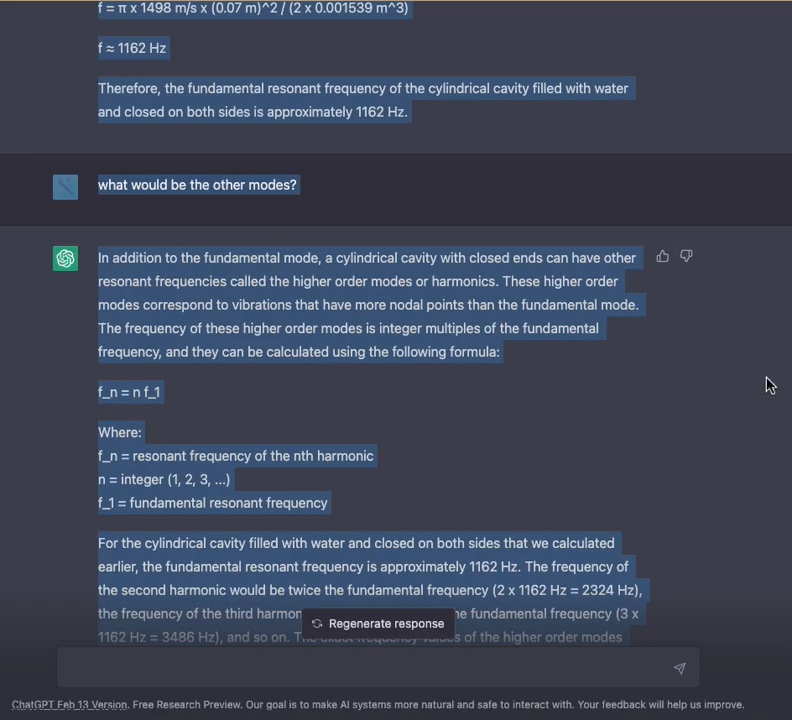 f = π x 1498 m/s x (0.07 m)^2 / (2 x 0.001539 m^3)
f ≈ 1162 Hz
Therefore, the fundamental resonant frequency of the cylindrical cavity filled with water
and closed on both sides is approximately 1162 Hz.
what would be the other modes?
In addition to the fundamental mode, a cylindrical cavity with closed ends can have other
resonant frequencies called the higher order modes or harmonics. These higher order
modes correspond to vibrations that have more nodal points than the fundamental mode.
The frequency of these higher order modes is integer multiples of the fundamental
frequency, and they can be calculated using the following formula:
f_n = n f_1
Where:
f_n = resonant frequency of the nth harmonic
n = integer (1, 2, 3, ...)
f_1 = fundamental resonant frequency
For the cylindrical cavity filled with water and closed on both sides that we calculated
earlier, the fundamental resonant frequency is approximately 1162 Hz. The frequency of
the second harmonic would be twice the fundamental frequency (2 x 1162 Hz = 2324 Hz),
the frequency of the third fundamental frequency (3 x
Regenerate response
1162 Hz = 3486 Hz), and so on. The exact frequency values of the higher order modes
ChatGPT Feb 13 Version. Free Research Preview. Our goal is to make AI systems more natural and safe to interact with. Your feedback will help us improve.